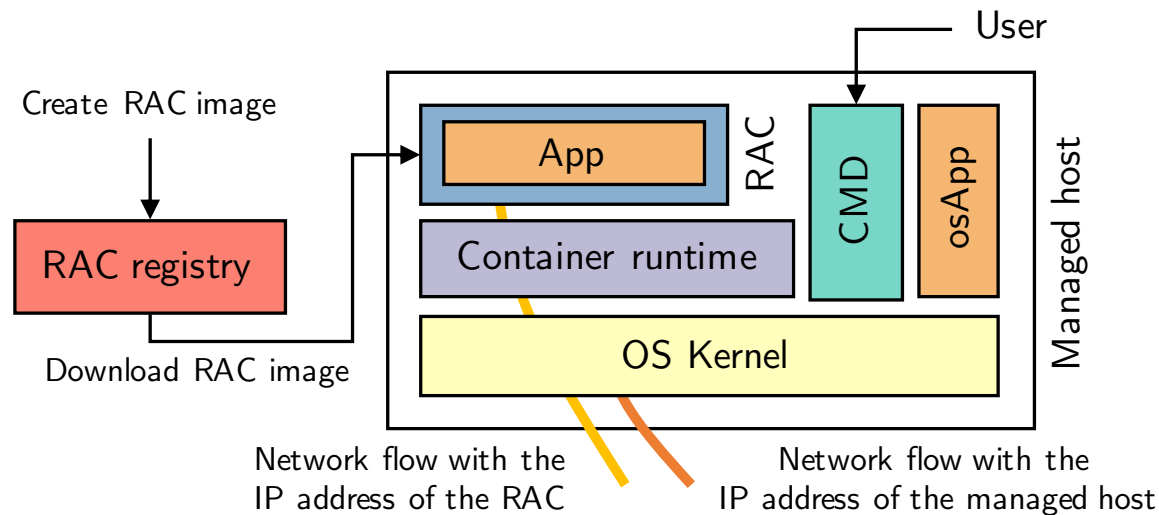 User
Create RAC image
App
RAC
CMD
osApp
Managed host
RAC registry
Container runtime
Download RAC image
OS Kernel
Network flow with the
IP address of the RAC
Network flow with the
IP address of the managed host